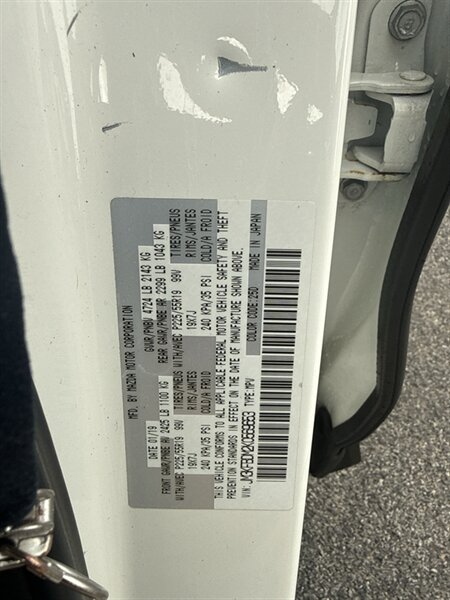 MFD. BY MAZDA MOTOR CORPORATION
DATE 01/19 GVWR/PNBV 4724 LB 2143 KG
FRONT GAWR/PNBE AV 2425 LB 1100 KG REAR GAWR/PNBE AR 2299 LB 1043 KG
WITH/AVEC P225/55R19 99V TIRES/PNEUS WITH/AVEC P225/55R19 99V TIRES/PNEUS
19X7J RIMS/JANTES 19X7J RIMS/JANTES
240 KPA/35 PSI COLD/A FROID 240 KPA/35 PSI COLD/A FROID
THIS VEHICLE CONFORMS TO ALL APPLICABLE FEDERAL MOTOR VEHICLE SAFETY AND THEFT
PREVENTION STANDARDS IN EFFECT ON THE DATE OF MANUFACTURE SHOWN ABOVE.
VIN: TYPE:MPV COLOR CODE:25D MADE IN JAPAN